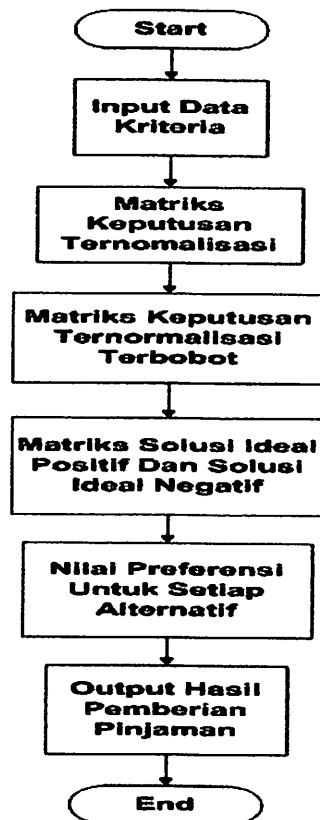 Start
Input Data
Kriteria
Matriks
Keputusan
Ternomalisasi
Matriks Keputusan
Ternormalisasi
Terbobot
Matriks Solusi Ideal
Positif Dan Solusi
Ideal Negatif
Nilai Preferensi
Untuk Setiap
Alternatif
Output Hasil
Pemberian
Pinjaman
End